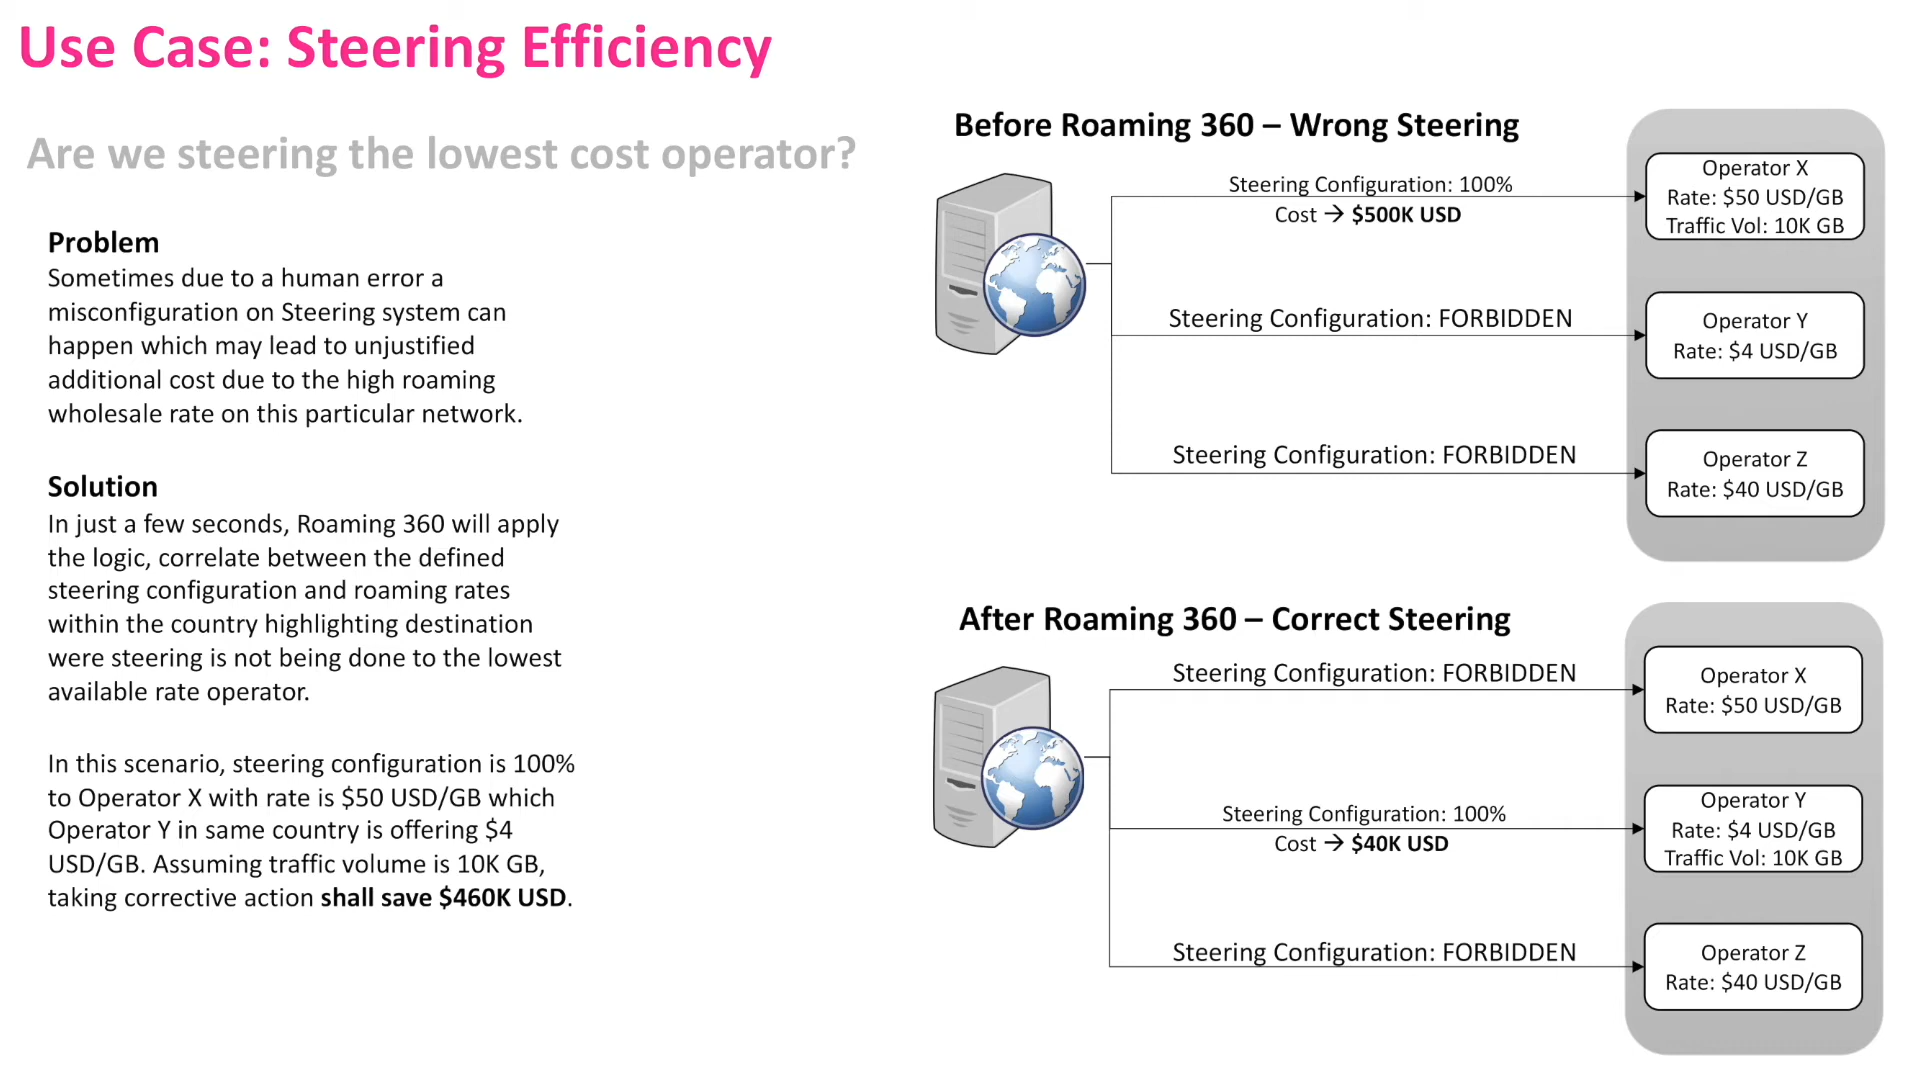 Use Case: Steering Efficiency
Are we steering the lowest cost operator?
Problem
Sometimes due to a human error a
misconfiguration on Steering system can
happen which may lead to unjustified
additional cost due to the high roaming
wholesale rate on this particular network.
Solution
In just a few seconds, Roaming 360 will apply
the logic, correlate between the defined
steering configuration and roaming rates
within the country highlighting destination
were steering is not being done to the lowest
available rate operator.
In this scenario, steering configuration is 100%
to Operator X with rate is $50 USD/GB which
Operator Y in same country is offering $4
USD/GB. Assuming traffic volume is 10K GB,
taking corrective action shall save $460K USD.
Before Roaming 360 – Wrong Steering
Steering Configuration: 100%
Cost → $500K USD
Operator X
Rate: $50 USD/GB
Traffic Vol: 10K GB
Steering Configuration: FORBIDDEN
Operator Y
Rate: $4 USD/GB
Steering Configuration: FORBIDDEN
Operator Z
Rate: $40 USD/GB
After Roaming 360 – Correct Steering
Steering Configuration: FORBIDDEN
Operator X
Rate: $50 USD/GB
Steering Configuration: 100%
Cost → $40K USD
Operator Y
Rate: $4 USD/GB
Traffic Vol: 10K GB
Steering Configuration: FORBIDDEN
Operator Z
Rate: $40 USD/GB